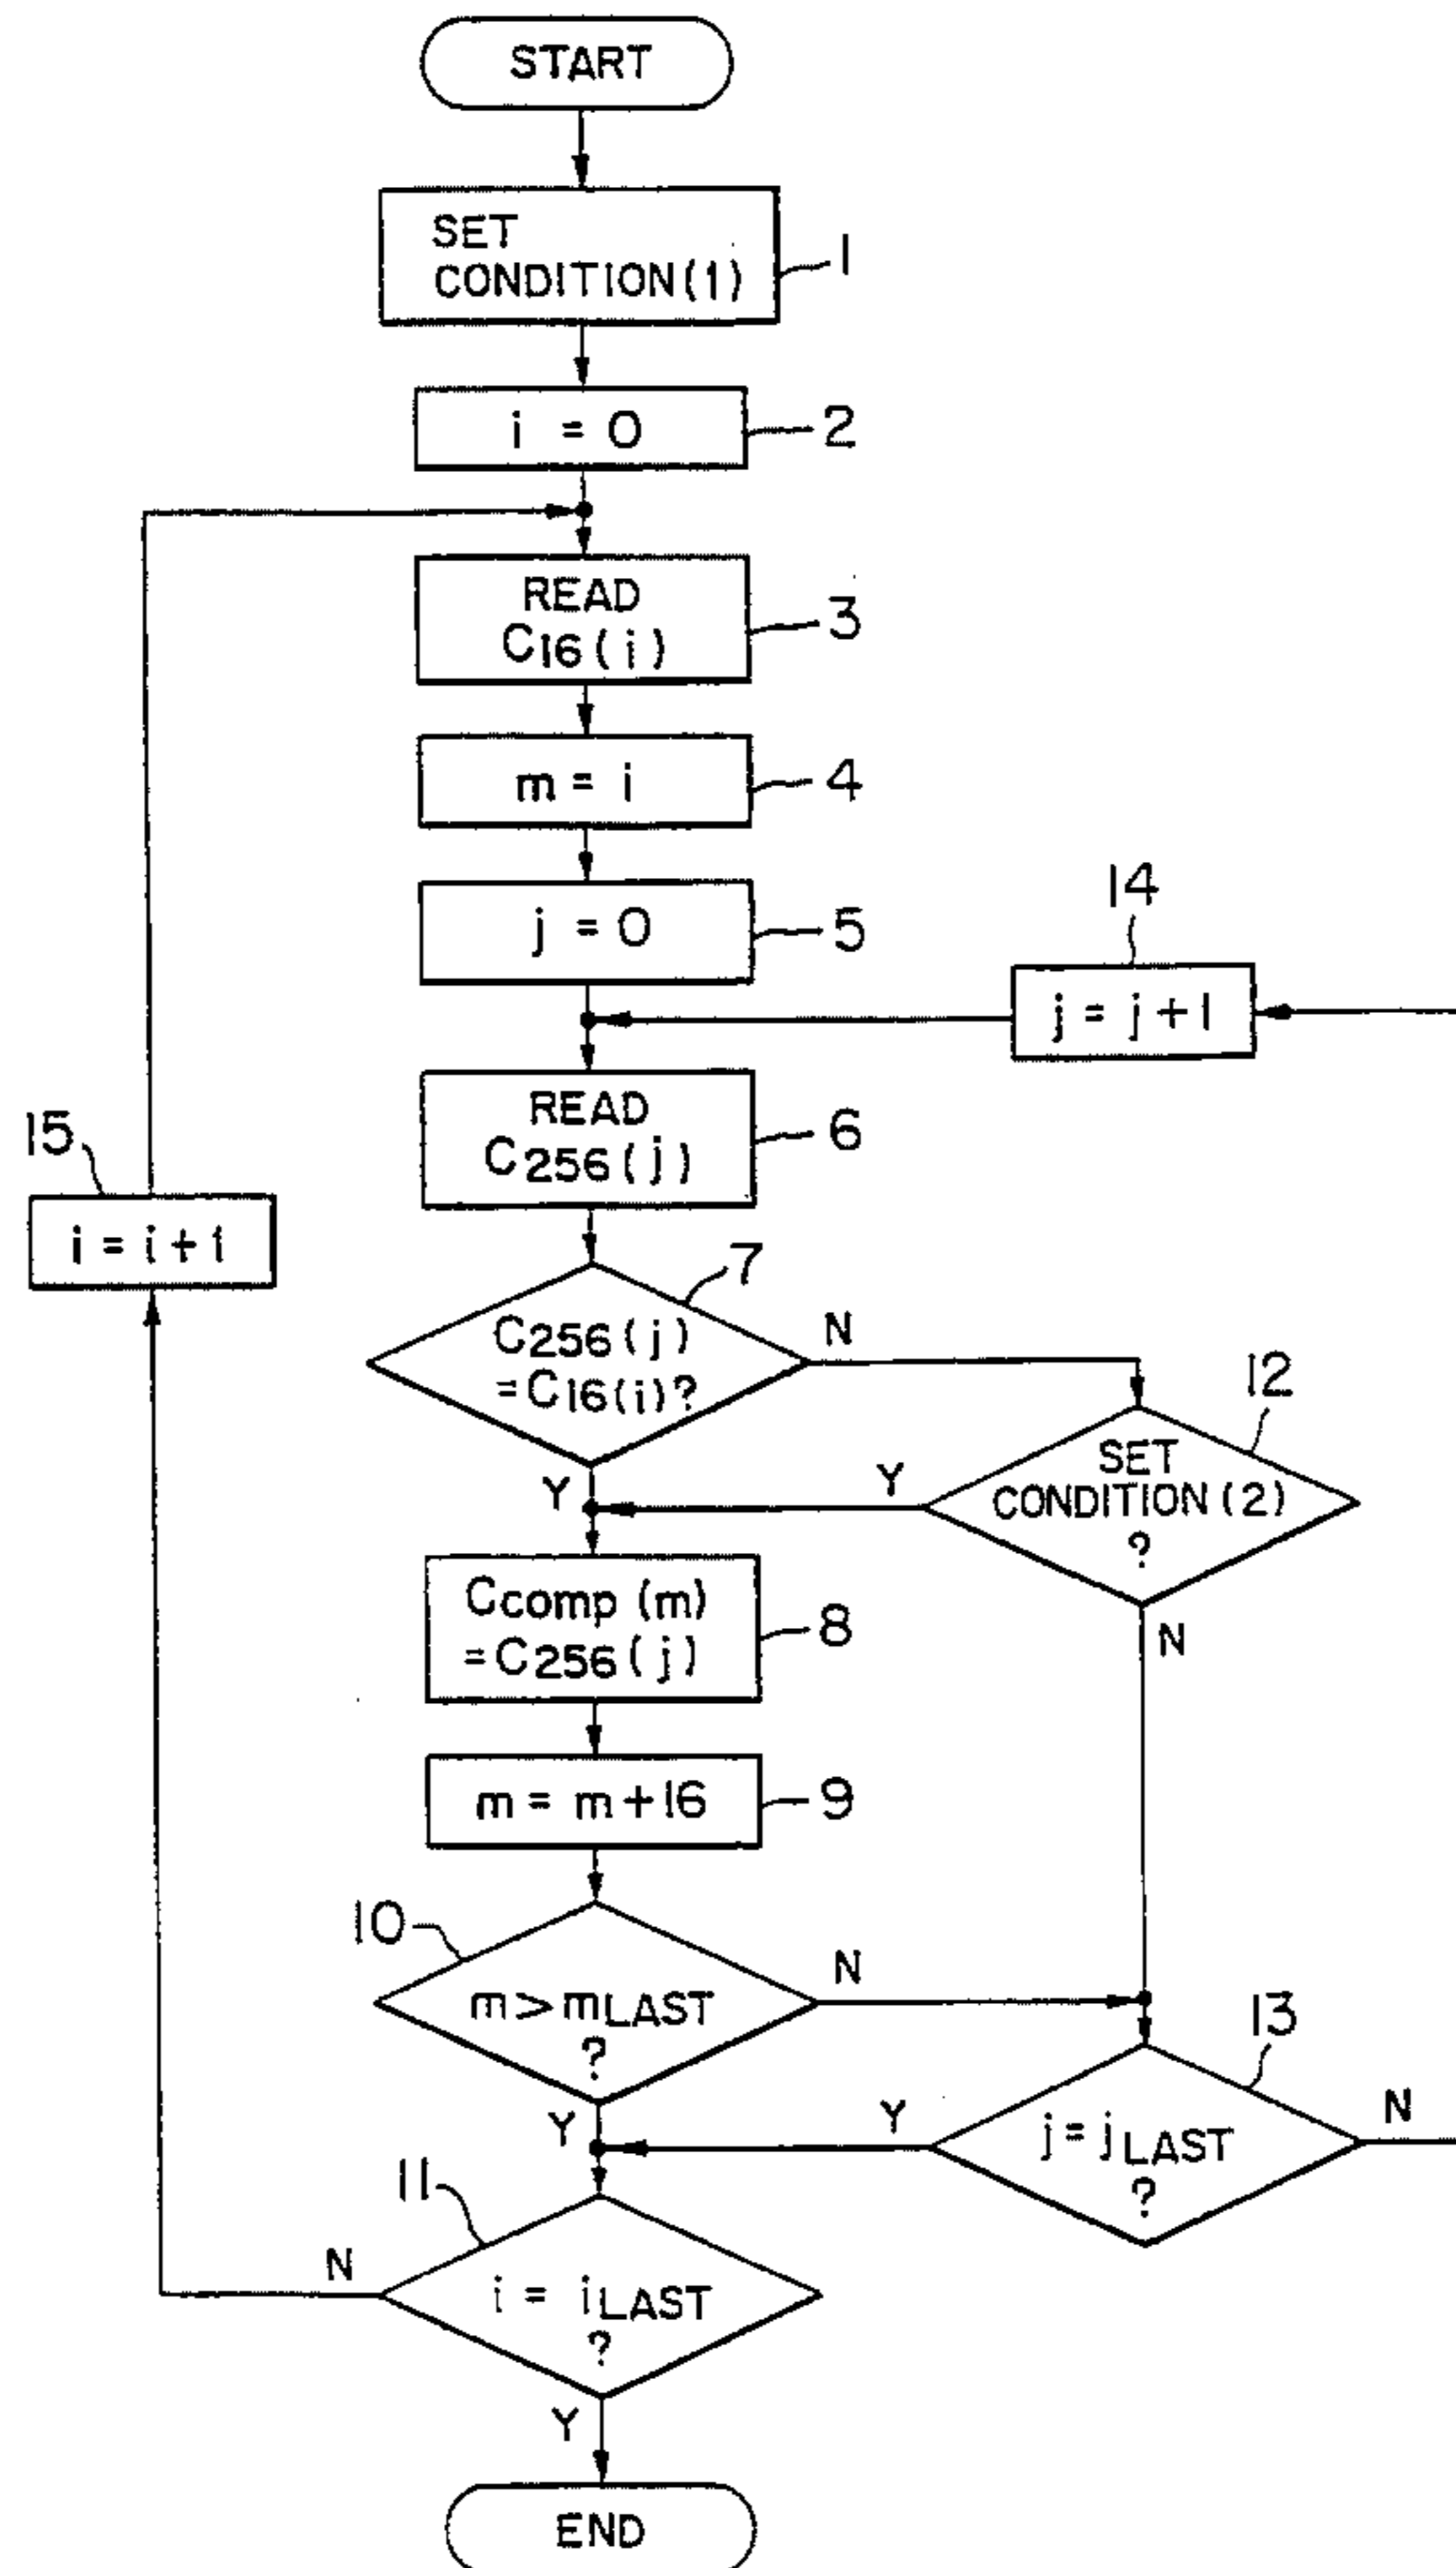 START
SET
CONDITION(1)
1
i = 0
2
READ
C16(i)
3
m = i
4
j = 0
5
14
j = j+1
READ
C256(j)
6
15
i = i+1
7
C256(j)
=C16(i)?
N
12
SET
CONDITION(2)
?
Y
Y
N
Ccomp(m)
=C256(j)
8
m = m+16
9
10
m>mLAST
?
N
13
j=jLAST
?
N
Y
Y
11
i = iLAST
?
N
Y
END